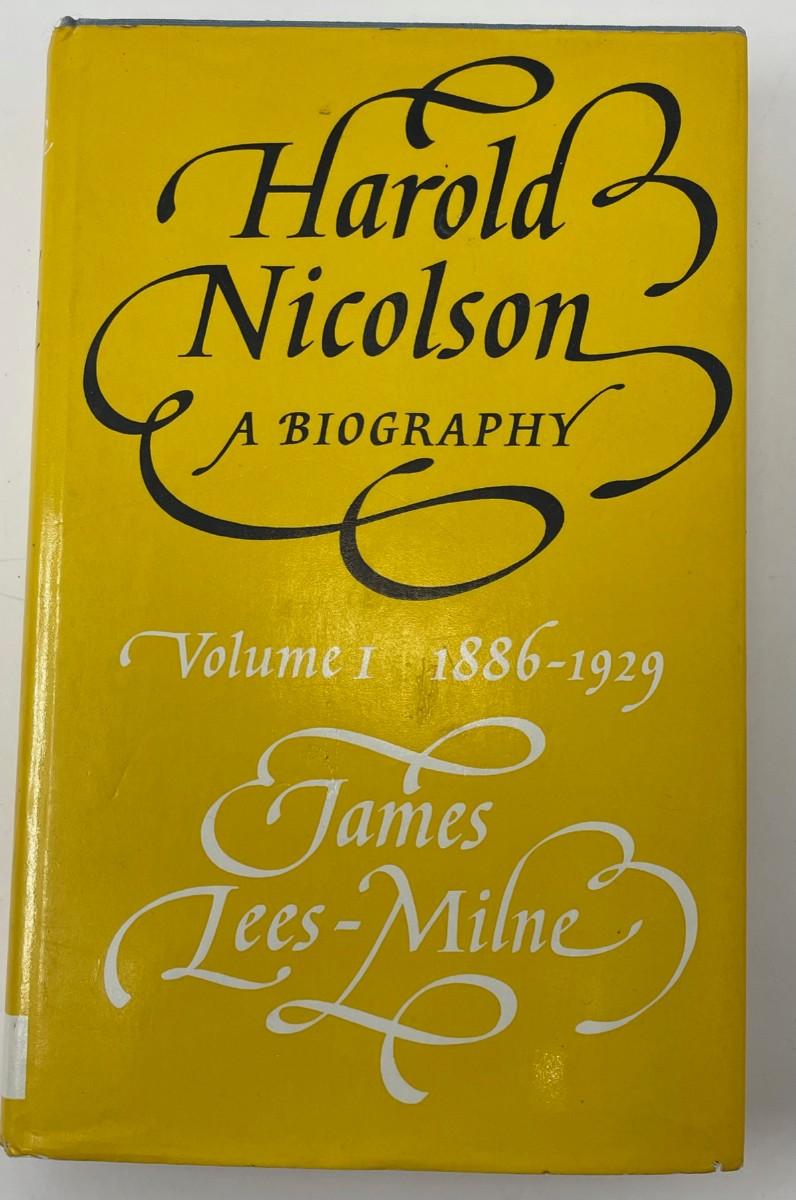 Harold
Nicolson
A BIOGRAPHY
Volume I 1886-1929
James
Lees-Milne